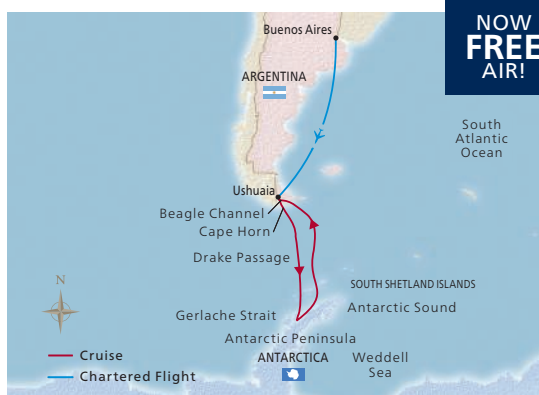 NOW
FREE
AIR!
Buenos Aires
ARGENTINA
South
Atlantic
Ocean
Ushuaia
Beagle Channel
Cape Horn
Drake Passage
SOUTH SHETLAND ISLANDS
Antarctic Sound
Gerlache Strait
Antarctic Peninsula
ANTARCTICA
Weddell
Sea
N
Cruise
Chartered Flight